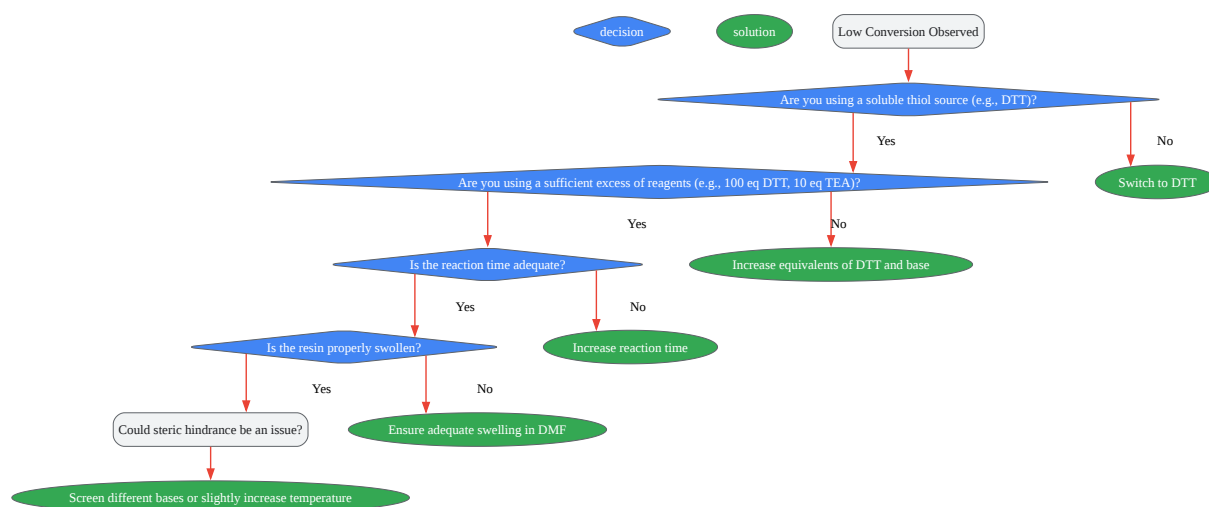 decision
solution
Low Conversion Observed
Are you using a soluble thiol source (e.g., DTT)?
Yes
No
Are you using a sufficient excess of reagents (e.g., 100 eq DTT, 10 eq TEA)?
Switch to DTT
Yes
No
Is the reaction time adequate?
Increase equivalents of DTT and base
Yes
No
Is the resin properly swollen?
Increase reaction time
Yes
No
Could steric hindrance be an issue?
Ensure adequate swelling in DMF
Screen different bases or slightly increase temperature